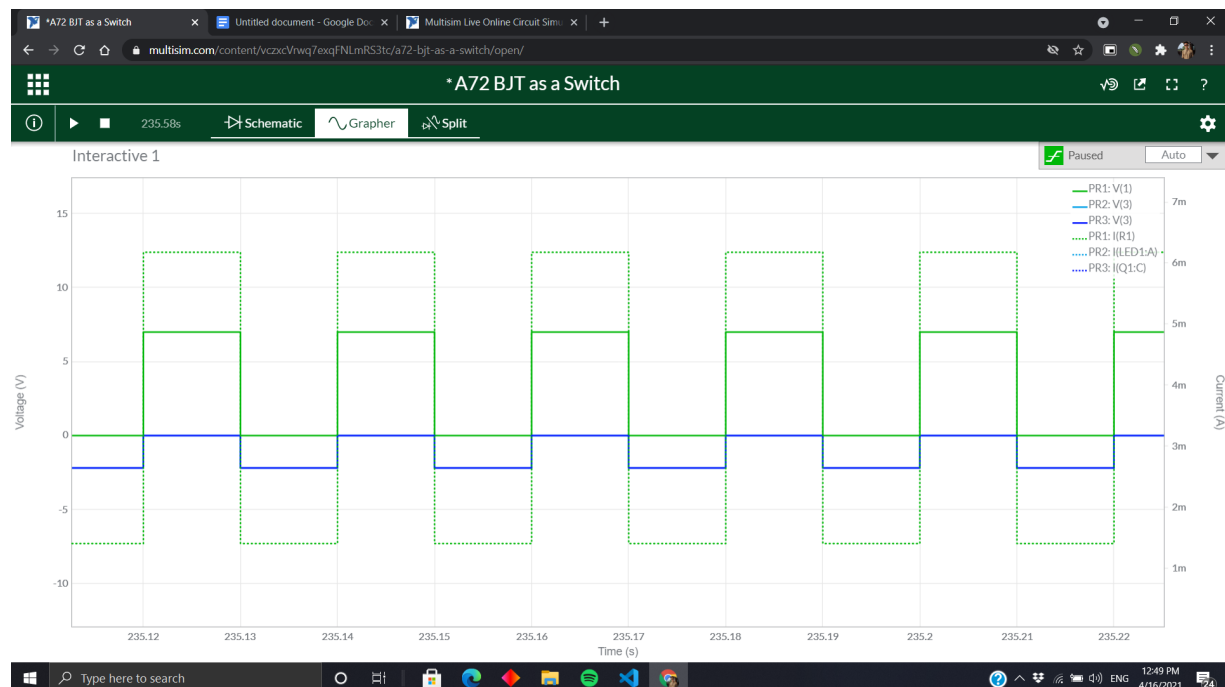 *A72 BJT as a Switch
Untitled document - Google Doc
Multisim Live Online Circuit Simu
multisim.com/content/vczxcVrwq7exqFNLmRS3tc/a72-bjt-as-a-switch/open/
*A72 BJT as a Switch
?
235.58s
Schematic
Grapher
Split
Interactive 1
Paused
Auto
PR1: V(1)
PR2: V(3)
PR3: V(3)
PR1: I(R1)
PR2: I(LED1:A)
PR3: I(Q1:C)
15
10
5
0
-5
-10
Voltage (V)
7m
6m
5m
4m
3m
2m
1m
Current (A)
235.12 235.13 235.14 235.15 235.16 235.17 235.18 235.19 235.2 235.21 235.22
Time (s)
Type here to search
ENG
12:49 PM
4/16/2021
24